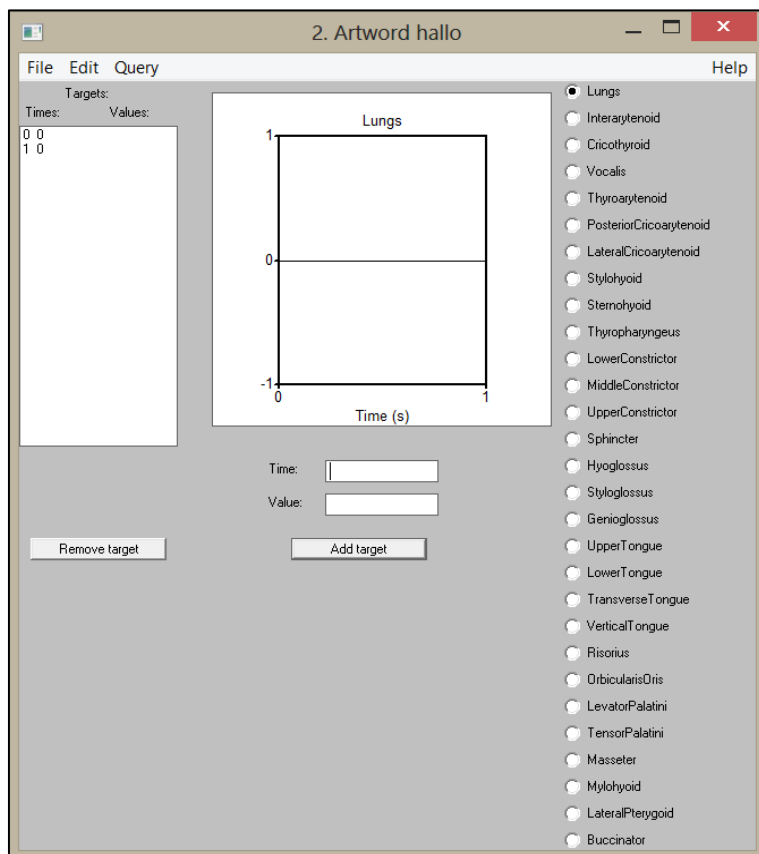 2. Artword hallo
File Edit Query Help
Targets:
Times: Values:
0 0
1 0
Lungs
1
0
-1
0 1
Time (s)
Time:
Value:
Remove target
Add target
Lungs
Interarytenoid
Cricothyroid
Vocalis
Thyroarytenoid
PosteriorCricoarytenoid
LateralCricoarytenoid
Stylohyoid
Sternohyoid
Thyropharyngeus
LowerConstrictor
MiddleConstrictor
UpperConstrictor
Sphincter
Hyoglossus
Styloglossus
Genioglossus
UpperTongue
LowerTongue
TransverseTongue
VerticalTongue
Risorius
OrbicularisOris
LevatorPalatini
TensorPalatini
Masseter
Mylohyoid
LateralPterygoid
Buccinator